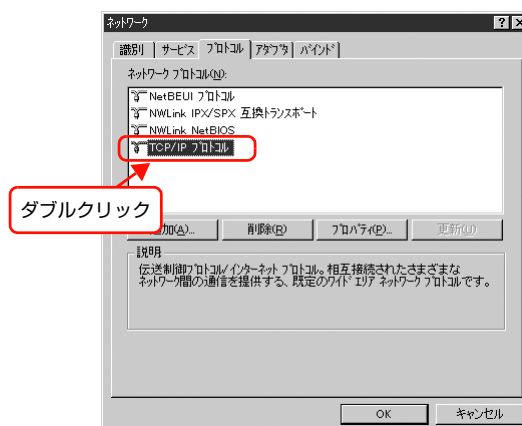 ネットワーク
識別 サービス プロトコル アダプタ バインド
ネットワーク プロトコル(N):
NetBEUI プロトコル
NWLink IPX/SPX 互換トランスポート
NWLink NetBIOS
TCP/IP プロトコル
ダブルクリック
加(A)... 削除(R) プロパティ(P)... 更新(U)
説明
伝送制御プロトコル/インターネット プロトコル。相互接続されたさまざまな
ネットワーク間の通信を提供する、既定のワイド エリア ネットワーク プロトコルです。
OK キャンセル